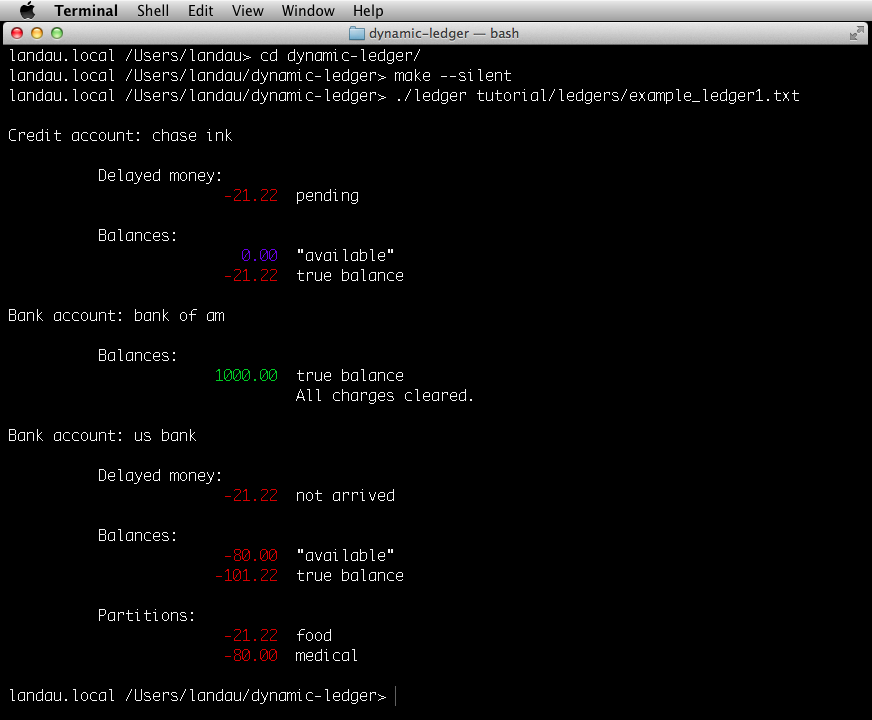 Terminal Shell Edit View Window Help
dynamic-ledger — bash
landau.local /Users/landau> cd dynamic-ledger/
landau.local /Users/landau/dynamic-ledger> make --silent
landau.local /Users/landau/dynamic-ledger> ./ledger tutorial/ledgers/example_ledger1.txt
Credit account: chase ink
Delayed money:
-21.22 pending
Balances:
0.00 "available"
-21.22 true balance
Bank account: bank of am
Balances:
1000.00 true balance
All charges cleared.
Bank account: us bank
Delayed money:
-21.22 not arrived
Balances:
-80.00 "available"
-101.22 true balance
Partitions:
-21.22 food
-80.00 medical
landau.local /Users/landau/dynamic-ledger>